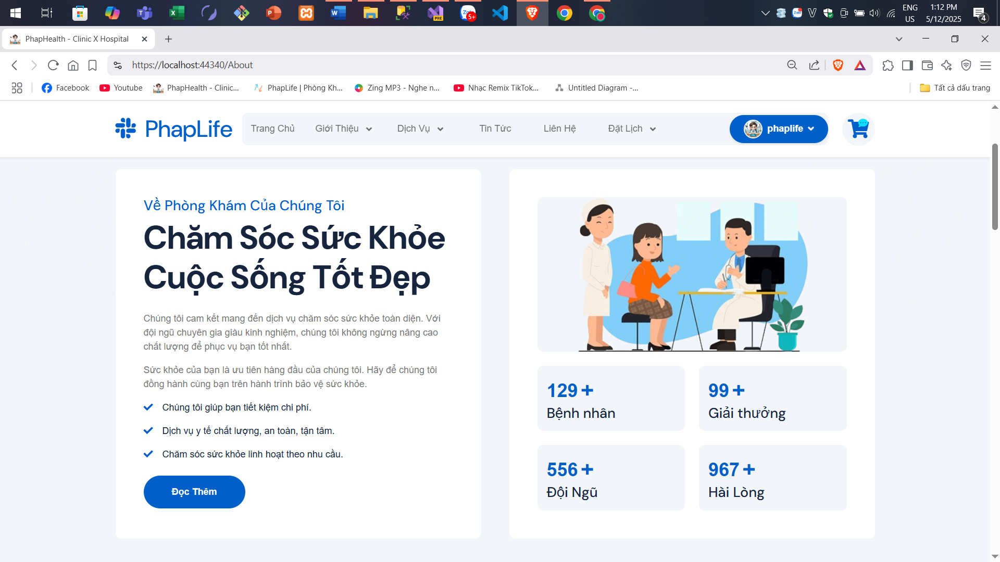 ENG
US
1:12 PM
5/12/2025
4
5+
PRE
Zalo
PhapHealth - Clinic X Hospital
https://localhost:44340/About
Facebook
Youtube
PhapHealth - Clinic...
PhapLife | Phòng Kh...
Zing MP3 - Nghe n...
Nhạc Remix TikTok...
Untitled Diagram -...
Tất cả dấu trang
PhapLife
Trang Chủ
Giới Thiệu
Dịch Vụ
Tin Tức
Liên Hệ
Đặt Lịch
phaplife
Về Phòng Khám Của Chúng Tôi
Chăm Sóc Sức Khỏe
Cuộc Sống Tốt Đẹp
Chúng tôi cam kết mang đến dịch vụ chăm sóc sức khỏe toàn diện. Với
đội ngũ chuyên gia giàu kinh nghiệm, chúng tôi không ngừng nâng cao
chất lượng để phục vụ bạn tốt nhất.
Sức khỏe của bạn là ưu tiên hàng đầu của chúng tôi. Hãy để chúng tôi
đồng hành cùng bạn trên hành trình bảo vệ sức khỏe.
Chúng tôi giúp bạn tiết kiệm chi phí.
Dịch vụ y tế chất lượng, an toàn, tận tâm.
Chăm sóc sức khỏe linh hoạt theo nhu cầu.
Đọc Thêm
129 +
Bệnh nhân
99 +
Giải thưởng
556 +
Đội Ngũ
967 +
Hài Lòng